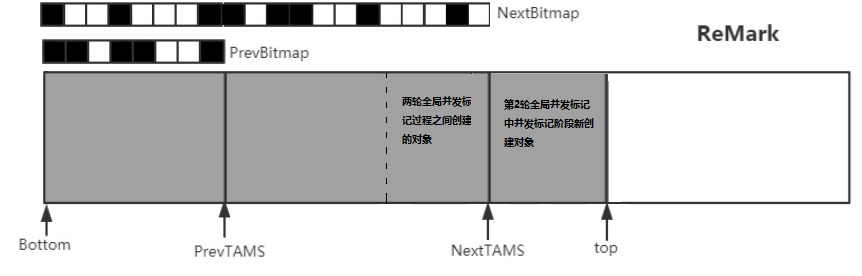 NextBitmap
ReMark
PrevBitmap
两轮全局并发标
记过程之间创建
的对象
第2轮全局并发标记
中并发标记阶段新创
建对象
Bottom
PrevTAMS
NextTAMS
top